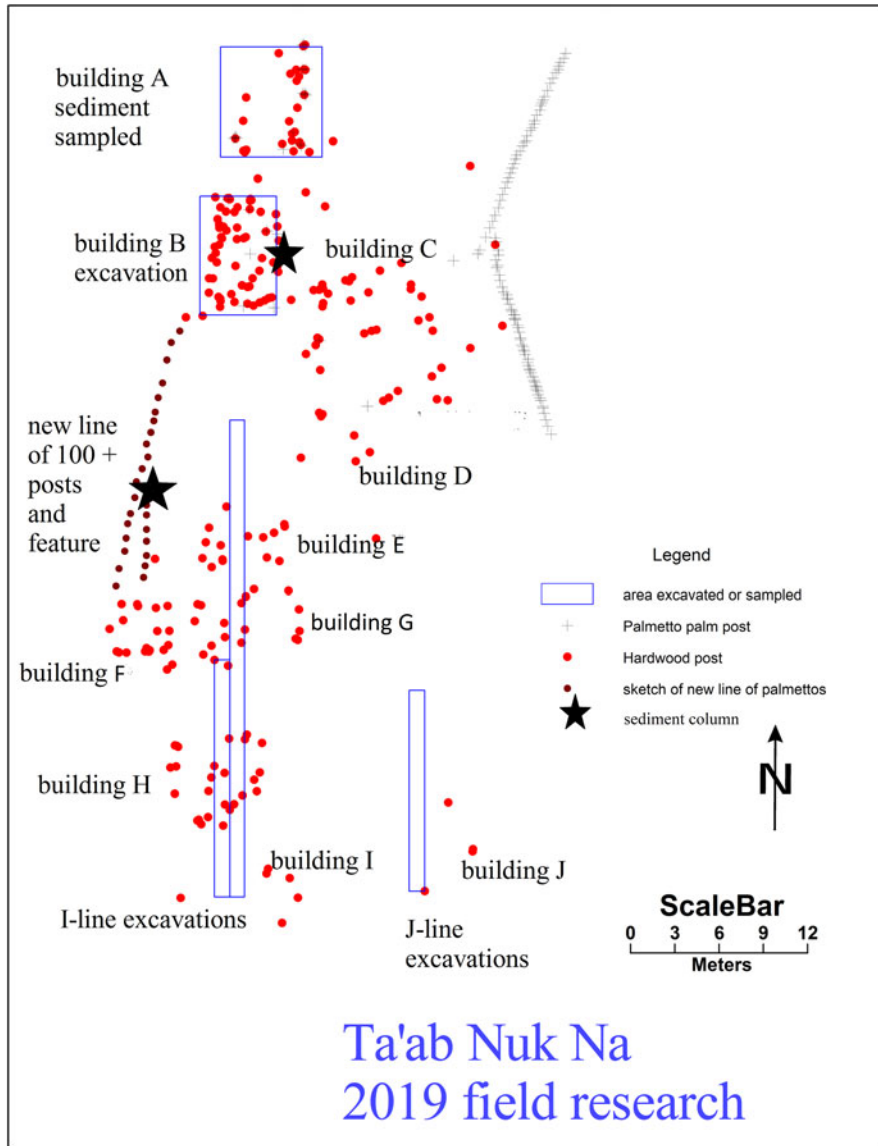 building A
sediment
sampled
building B
excavation
building C
new line
of 100 +
posts
and
feature
building D
building E
building G
building F
building H
building I
building J
I-line excavations
J-line
excavations
Legend
area excavated or sampled
Palmetto palm post
Hardwood post
sketch of new line of palmettos
sediment column
N
ScaleBar
0 3 6 9 12
Meters
Ta'ab Nuk Na
2019 field research